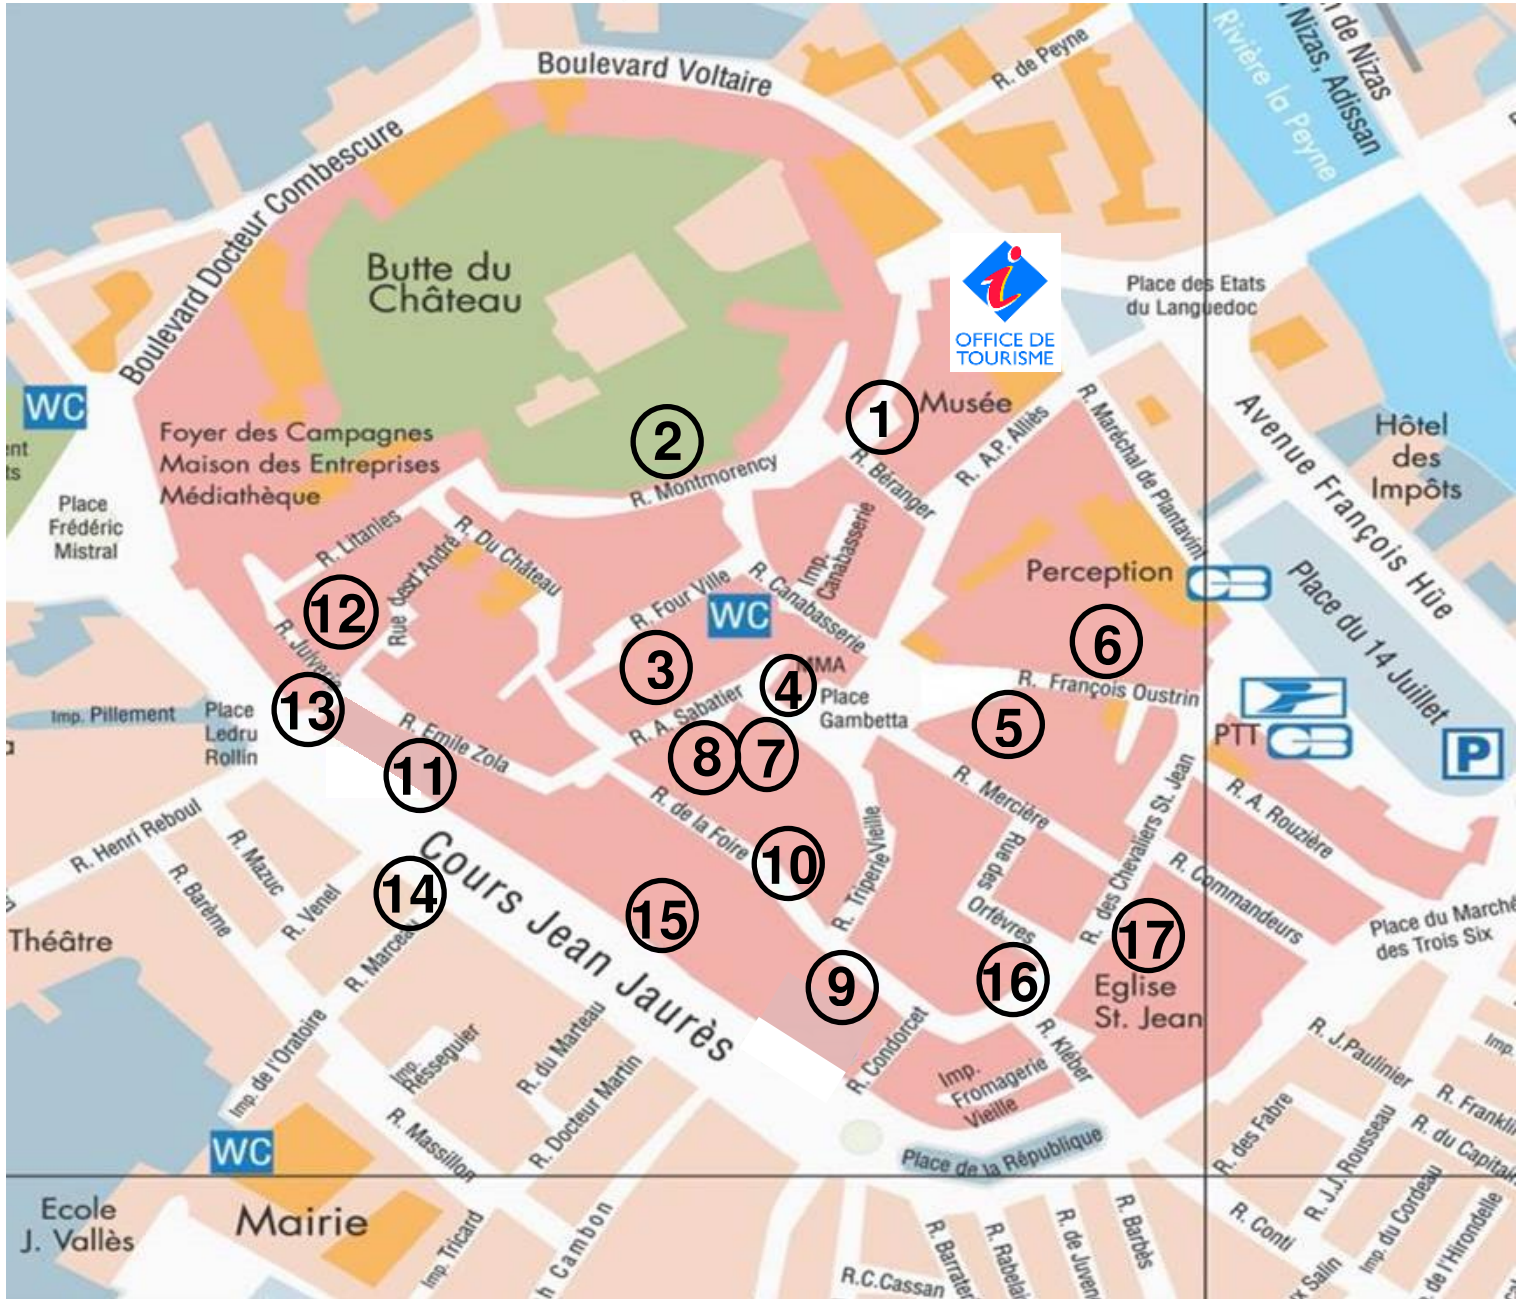 Boulevard Voltaire
R. de Peyne
Rivière la Peyne
Nizas, Adissan
de Nizas
Boulevard Docteur Combescure
Butte du
Château
OFFICE DE
TOURISME
Place des Etats
du Languedoc
WC
Musée
1
2
R. Maréchal de Plantavint
Avenue François Hüe
Hôtel
des
Impôts
Foyer des Campagnes
Maison des Entreprises
Médiathèque
R. Montmorency
R. Béranger
R. A.P. Alliès
Place
Frédéric
Mistral
R. Litanies
R. Du Château
Imp.
Canabasserie
Perception
Place du 14 Juillet
12
R. Four Ville
WC
R. Canabasserie
6
R. Juiverie
3
4
MMA
Place
Gambetta
R. François Oustrin
5
PTT
P
Imp. Pillement
Place
Ledru
Rollin
13
R. Emile Zola
11
R. A. Sabatier
8
7
R. Mercière
R. A. Rouzière
R. de la Foire
10
R. Triperie Vieille
Rue des
Orfèvres
R. des Chevaliers St. Jean
R. Commandeurs
R. Henri Reboul
R. Mazuc
R. Barème
R. Venel
14
R. Marceau
Cours Jean Jaurès
15
17
16
9
Eglise
St. Jean
Place du Marché
des Trois Six
Théâtre
Imp. de l'Oratoire
Imp.
Resseguier
R. du Marteau
R. Docteur Martin
R. Massillon
R. Condorcet
Imp.
Fromagerie
Vieille
R. Kléber
R. J.Paulinier
Imp.
R. Franklin
R. des Fabre
R. J.J. Rousseau
R. du Capitai
WC
Place de la République
Ecole
J. Vallès
Mairie
Imp. Tricard
h Cambon
R.C.Cassan
R. Barrater
R. Rabelai
R. de Juven
R. Barbès
R. Conti
Salin
Imp. du Cordeau
de l'Hirondelle